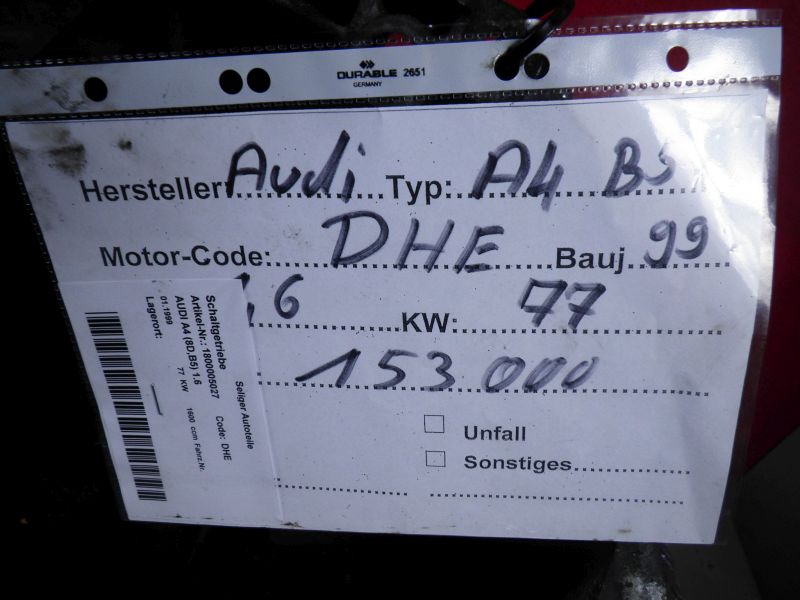 DURABLE 2651
GERMANY
Hersteller: Audi Typ: A4 B5
Motor-Code: DHE Bauj 99
,6 KW: 77
153 000
Unfall
Sonstiges
Seliger Autoteile
Schaltgetriebe
Artikel-Nr.: 1800005027 Code: DHE
AUDI A4 (8D,B5) 1,6
77 KW 1600 ccm Fahrz.Nr.
01.1999
Lagerort: